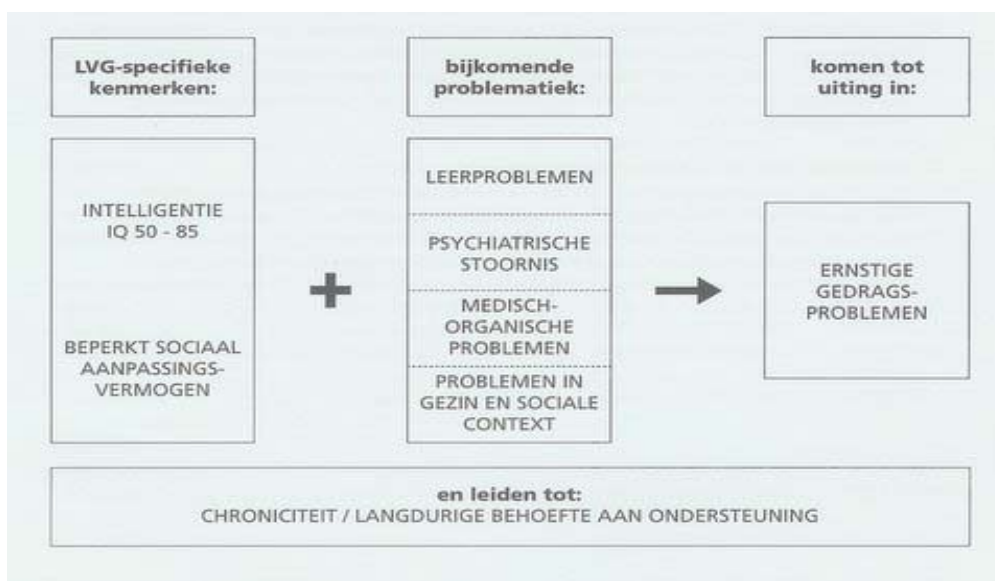 LVG-specifieke
kenmerken:
bijkomende
problematiek:
komen tot
uiting in:
INTELLIGENTIE
IQ 50 - 85
BEPERKT SOCIAAL
AANPASSINGS-
VERMOGEN
LEERPROBLEMEN
PSYCHIATRISCHE
STOORNIS
MEDISCH-
ORGANISCHE
PROBLEMEN
PROBLEMEN IN
GEZIN EN SOCIALE
CONTEXT
ERNSTIGE
GEDRAGS-
PROBLEMEN
en leiden tot:
CHRONICITEIT / LANGDURIGE BEHOEFTE AAN ONDERSTEUNING